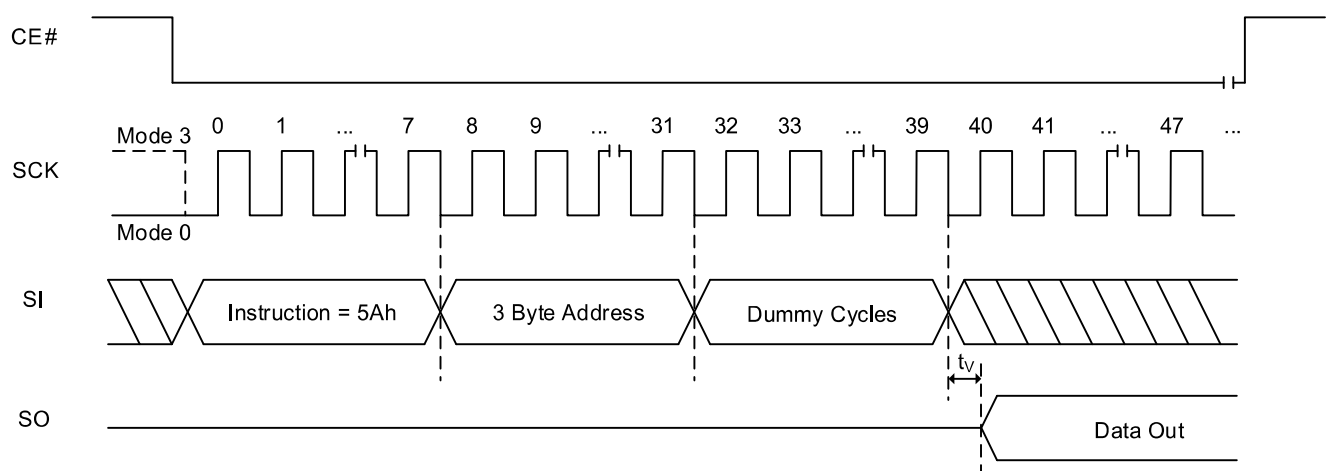 CE#
Mode 3
0 1 ... 7 8 9 ... 31 32 33 ... 39 40 41 ... 47 ...
SCK
Mode 0
SI
Instruction = 5Ah
3 Byte Address
Dummy Cycles
tV
SO
Data Out